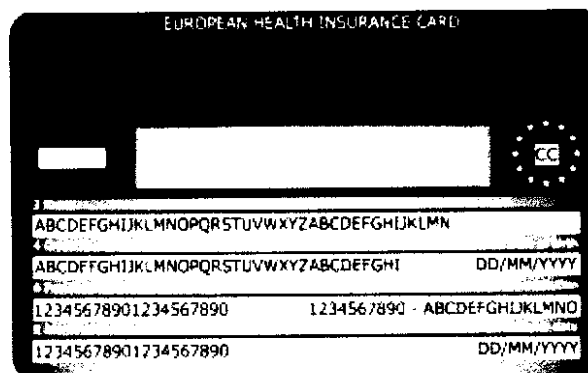 EUROPEAN HEALTH INSURANCE CARD
CC
ABCDEFGHIJKLMNOPQRSTUVWXYZABCDEFGHIJKLMN
ABCDEFGHIJKLMNOPQRSTUVWXYZABCDEFGHI DD/MM/YYYY
12345678901234567890 1234567890 - ABCDEFGHIJKLMNO
12345678901234567890 DD/MM/YYYY